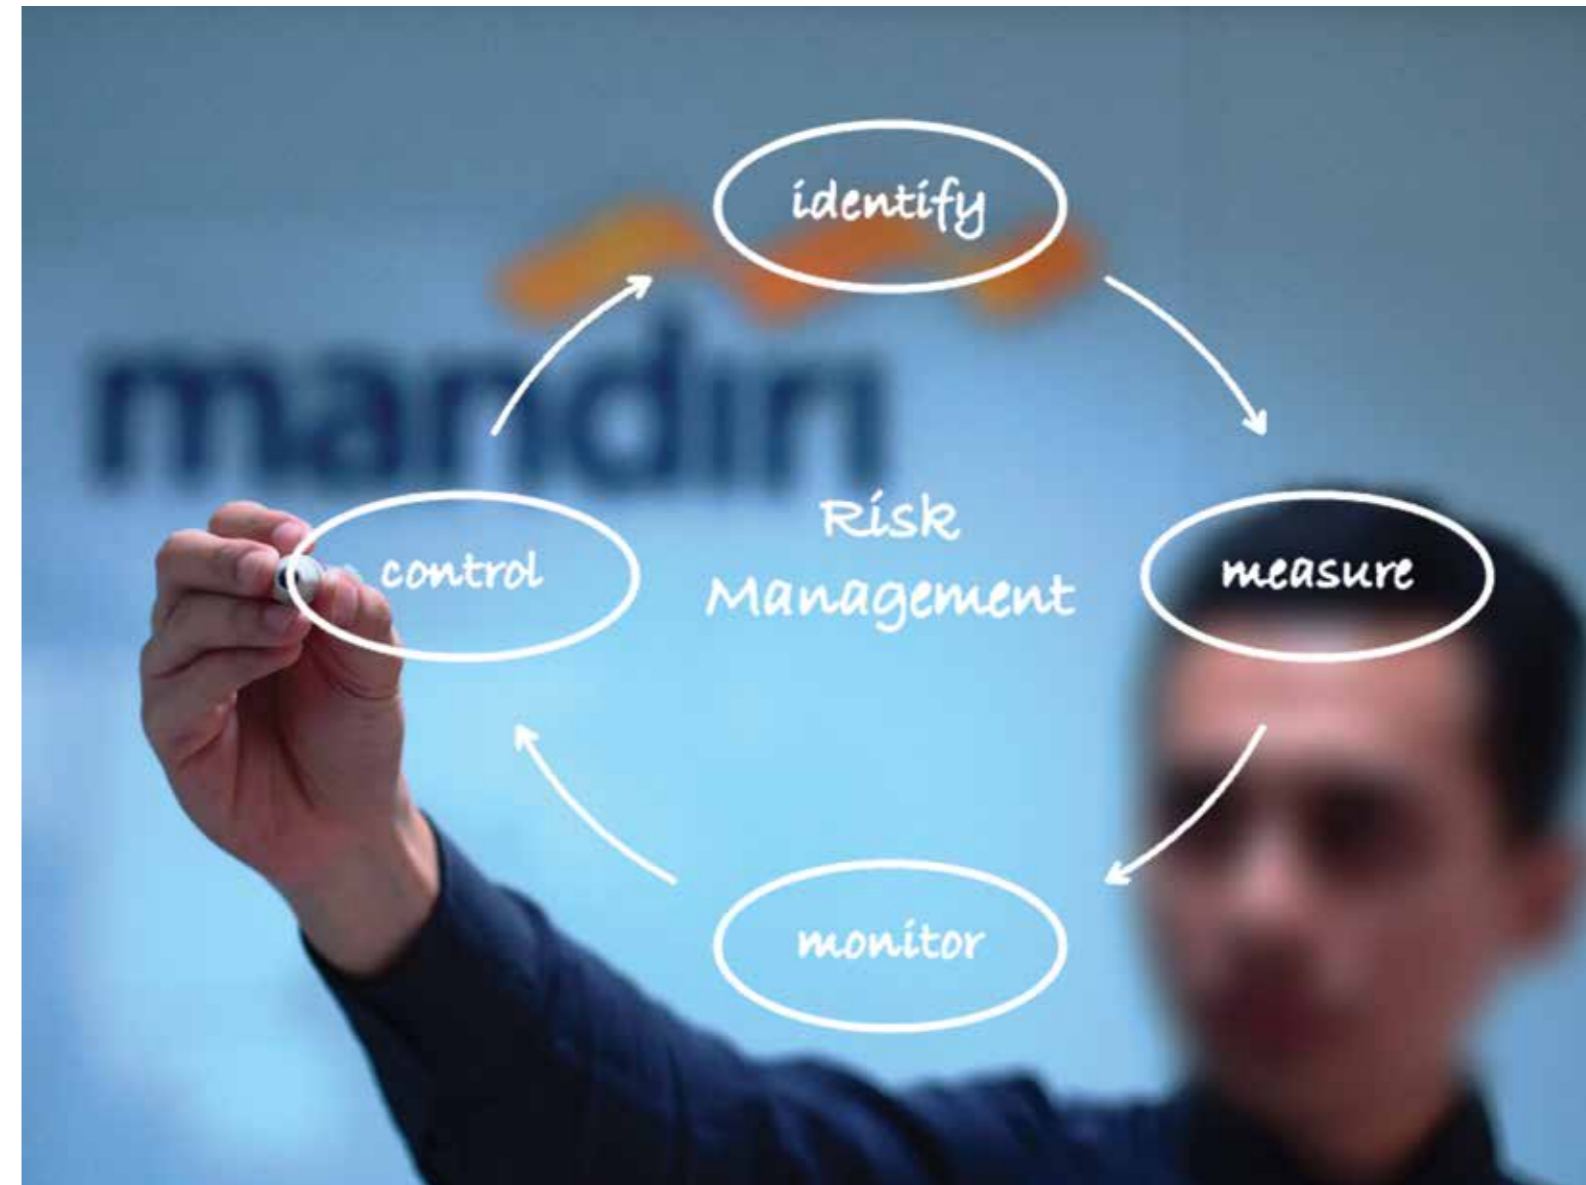 identify
mandiri
Risk
Management
control
measure
monitor